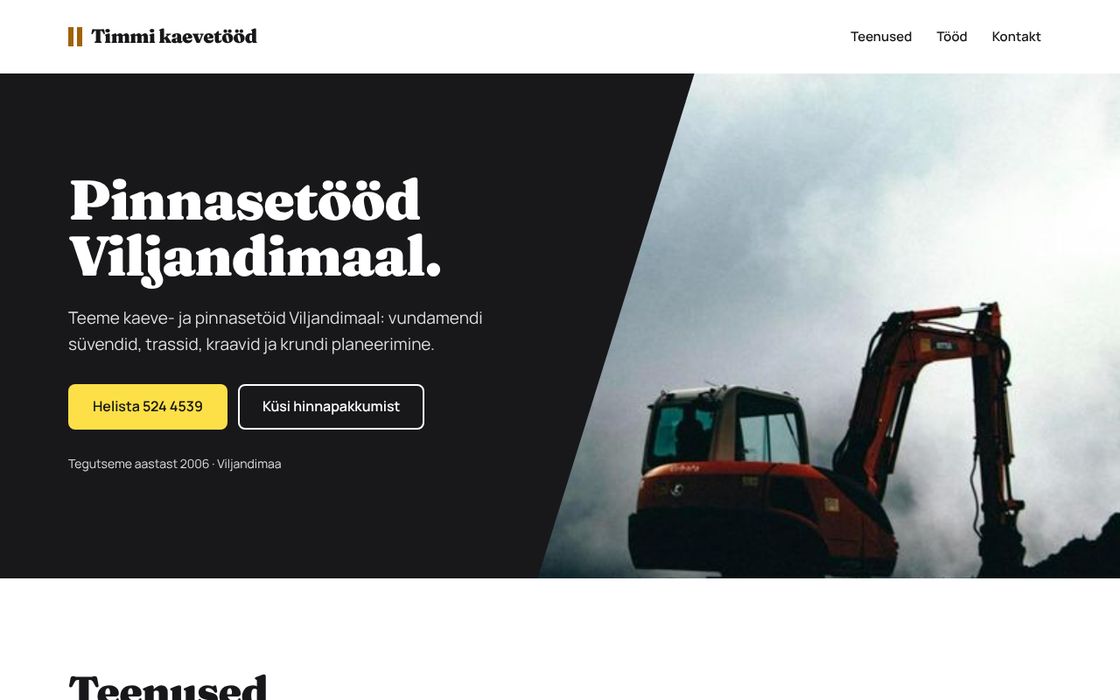 Timmi kaevetööd
Teenused
Tööd
Kontakt
Pinnasetööd
Viljandimaal.
Teeme kaeve- ja pinnasetöid Viljandimaal: vundamendi
süvendid, trassid, kraavid ja krundi planeerimine.
Helista 524 4539
Küsi hinnapakkumist
Tegutseme aastast 2006 · Viljandimaa
Kubota
Teenused